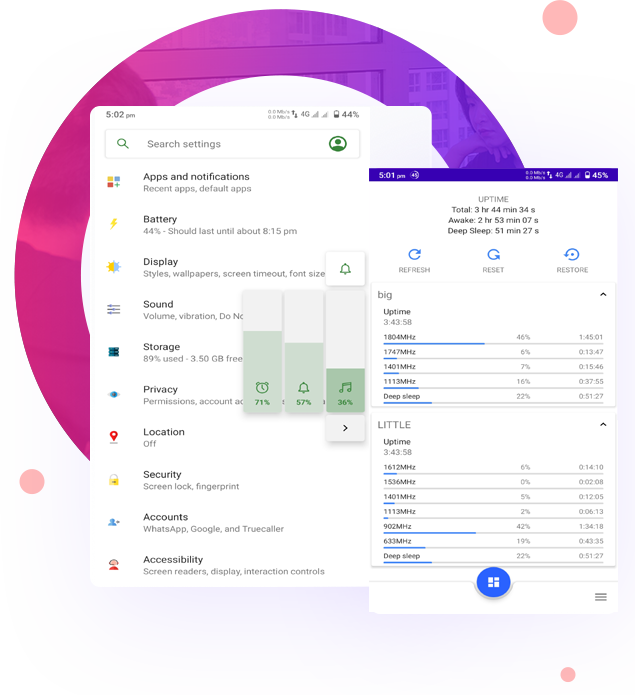 5:02 pm
0.0 Mb/s
0.0 Mb/s 4G 44%
Search settings
Apps and notifications
Recent apps, default apps
Battery
44% - Should last until about 8:15 pm
Display
Styles, wallpapers, screen timeout, font size
Sound
Volume, vibration, Do No
Storage
89% used - 3.50 GB free
Privacy
Permissions, account ac
71% 57% 36%
Location
Off
Security
Screen lock, fingerprint
Accounts
WhatsApp, Google, and Truecaller
Accessibility
Screen readers, display, interaction controls
5:01 pm 45
0.0 Mb/s
0.0 Mb/s 4G 45%
UPTIME
Total: 3 hr 44 min 34 s
Awake: 2 hr 53 min 07 s
Deep Sleep: 51 min 27 s
REFRESH RESET RESTORE
big
Uptime
3:43:58
1804MHz 46% 1:45:01
1747MHz 6% 0:13:47
1401MHz 7% 0:15:46
1113MHz 16% 0:37:55
Deep sleep 22% 0:51:27
LITTLE
Uptime
3:43:58
1612MHz 6% 0:14:10
1536MHz 0% 0:02:08
1401MHz 5% 0:12:05
1113MHz 2% 0:06:13
902MHz 42% 1:34:18
633MHz 19% 0:43:35
Deep sleep 22% 0:51:27